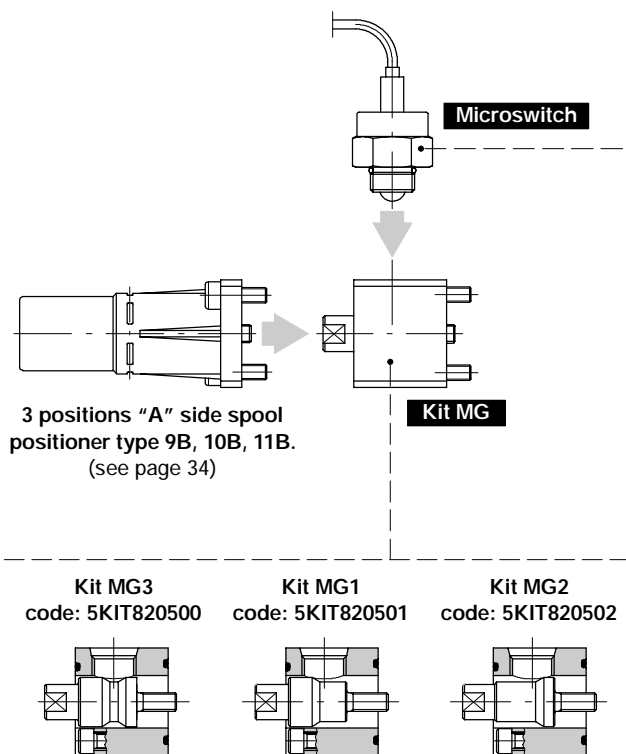 Microswitch
Kit MG
3 positions “A” side spool
positioner type 9B, 10B, 11B.
(see page 34)
Kit MG3
code: 5KIT820500
Kit MG1
code: 5KIT820501
Kit MG2
code: 5KIT820502